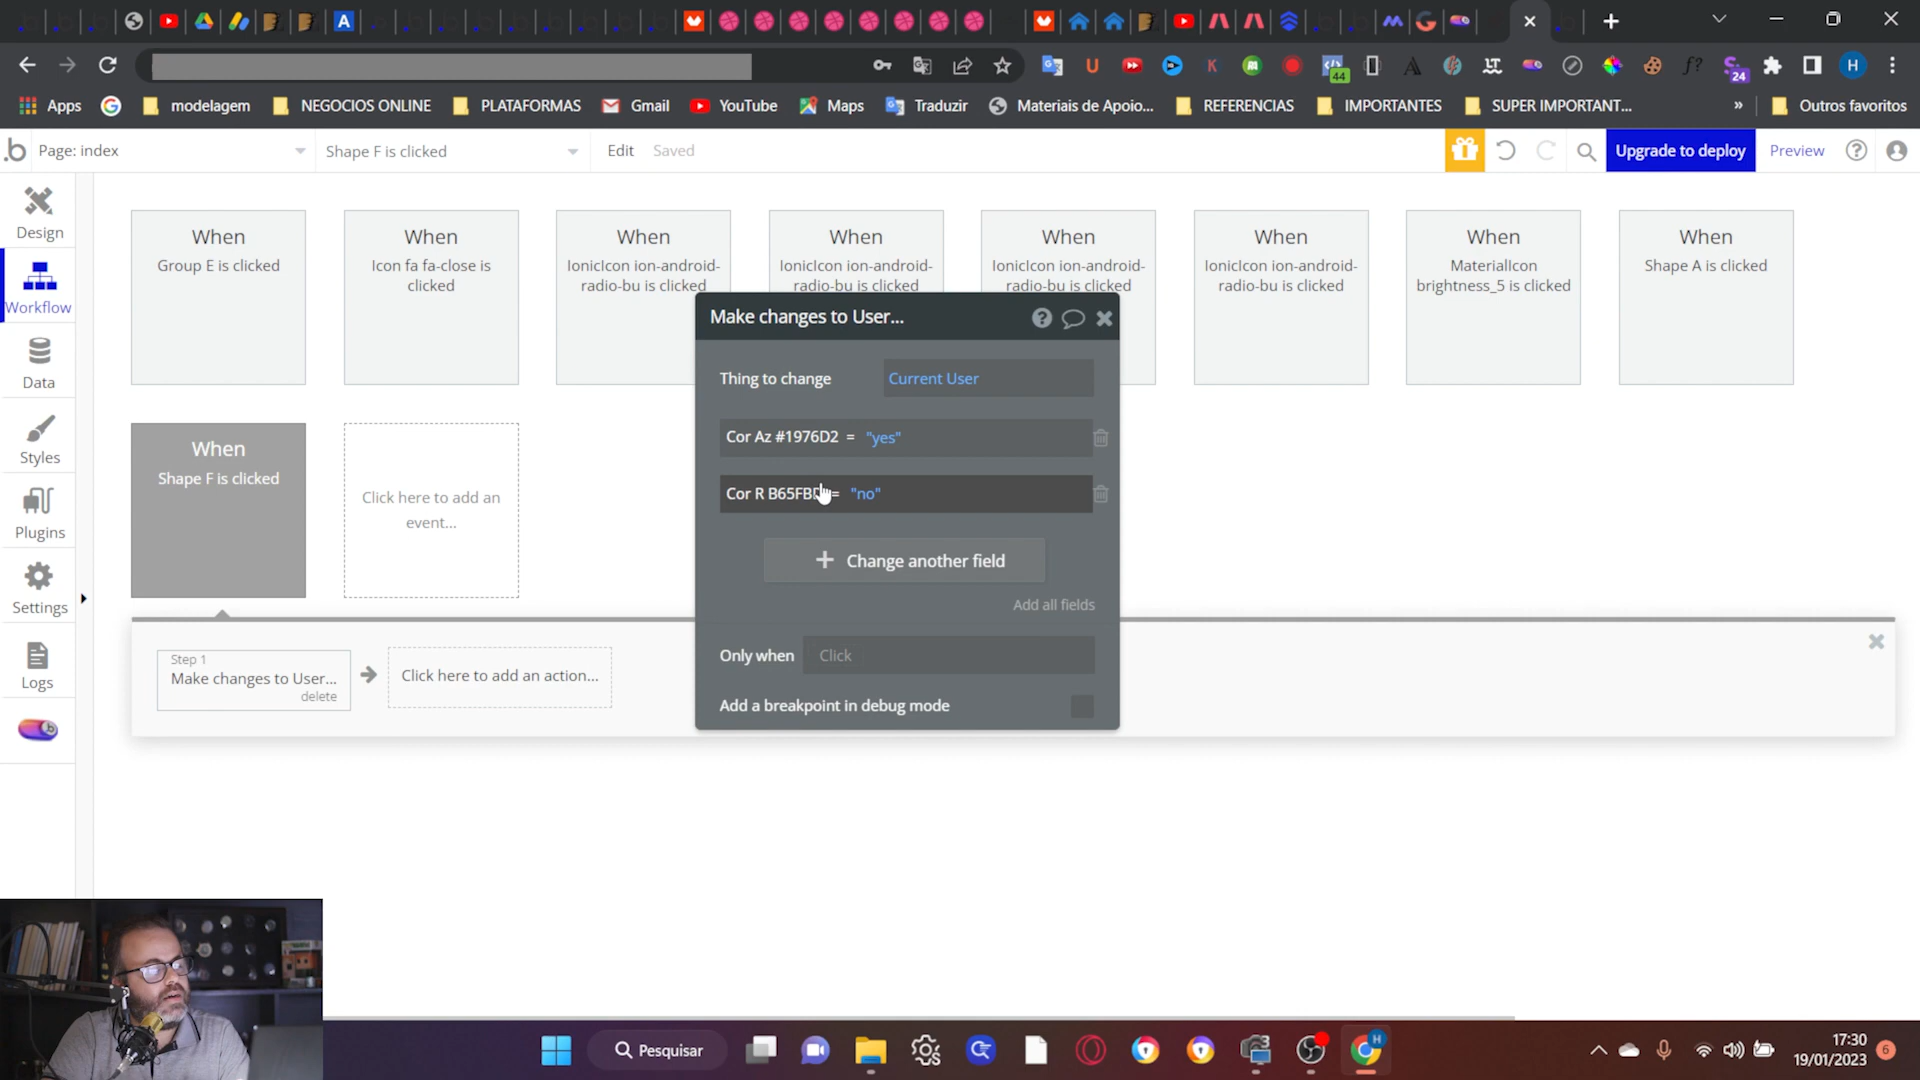 Apps
modelagem
NEGOCIOS ONLINE
PLATAFORMAS
Gmail
YouTube
Maps
Traduzir
Materiais de Apoio...
REFERENCIAS
IMPORTANTES
SUPER IMPORTANT...
»
Outros favoritos
44
24
H
Page: index
Shape F is clicked
Edit
Saved
Upgrade to deploy
Preview
Design
Workflow
Data
Styles
Plugins
Settings
Logs
When
Group E is clicked
When
Icon fa fa-close is
clicked
When
IonicIcon ion-android-
radio-bu is clicked
When
IonicIcon ion-android-
radio-bu is clicked
When
IonicIcon ion-android-
radio-bu is clicked
When
IonicIcon ion-android-
radio-bu is clicked
When
MaterialIcon
brightness_5 is clicked
When
Shape A is clicked
When
Shape F is clicked
Click here to add an
event...
Make changes to User...
Thing to change
Current User
Cor Az #1976D2 = "yes"
Cor R B65FB = "no"
+ Change another field
Add all fields
Only when
Click
Add a breakpoint in debug mode
Step 1
Make changes to User...
delete
Click here to add an action...
Pesquisar
17:30
19/01/2023
6